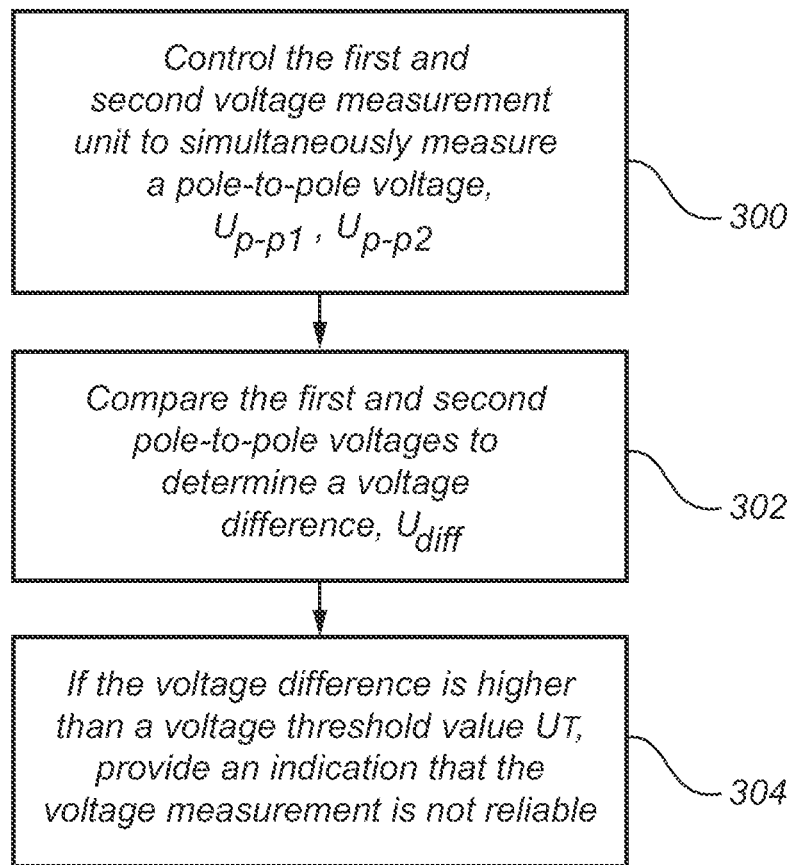 Control the first and
second voltage measurement
unit to simultaneously measure
a pole-to-pole voltage,
Up-p1 , Up-p2
300
Compare the first and second
pole-to-pole voltages to
determine a voltage
difference, Udiff
302
If the voltage difference is higher
than a voltage threshold value UT,
provide an indication that the
voltage measurement is not reliable
304